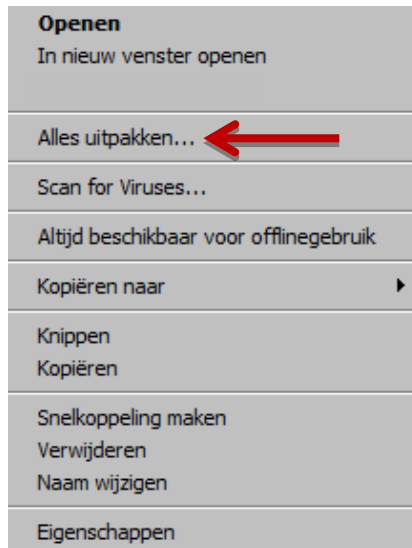 Openen
In nieuw venster openen
Alles uitpakken...
Scan for Viruses...
Altijd beschikbaar voor offlinegebruik
Kopiëren naar
Knippen
Kopiëren
Snelkoppeling maken
Verwijderen
Naam wijzigen
Eigenschappen